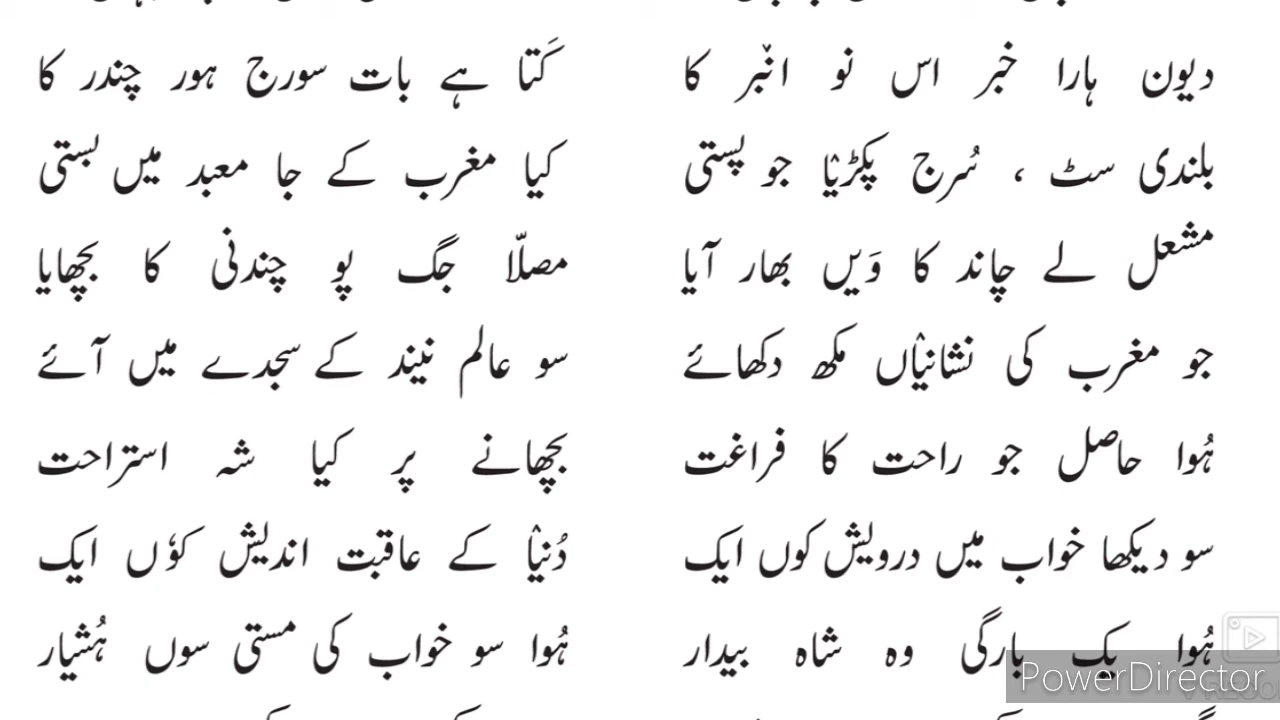 دیون ہارا خبر اس نو انبر کا    کَتا ہے بات سورج ہور چندر کا
بلندی سٹ ، سُرج پکڑیا جو پستی    کیا مغرب کے جا معبد میں بستی
مشعل لے چاند کا وَیں بھار آیا    مصلّا جگ پو چندنی کا بچھایا
جو مغرب کی نشانیاں مکھ دکھائے    سو عالم نیند کے سجدے میں آئے
ہُوا حاصل جو راحت کا فراغت    بچھانے پر کیا شہ استراحت
سو دیکھا خواب میں درویش کوں ایک    دُنیا کے عاقبت اندیش کوں ایک
ہُوا یک بارگی وہ شاہ بیدار    ہُوا سو خواب کی مستی سوں ہُشیار
PowerDirector